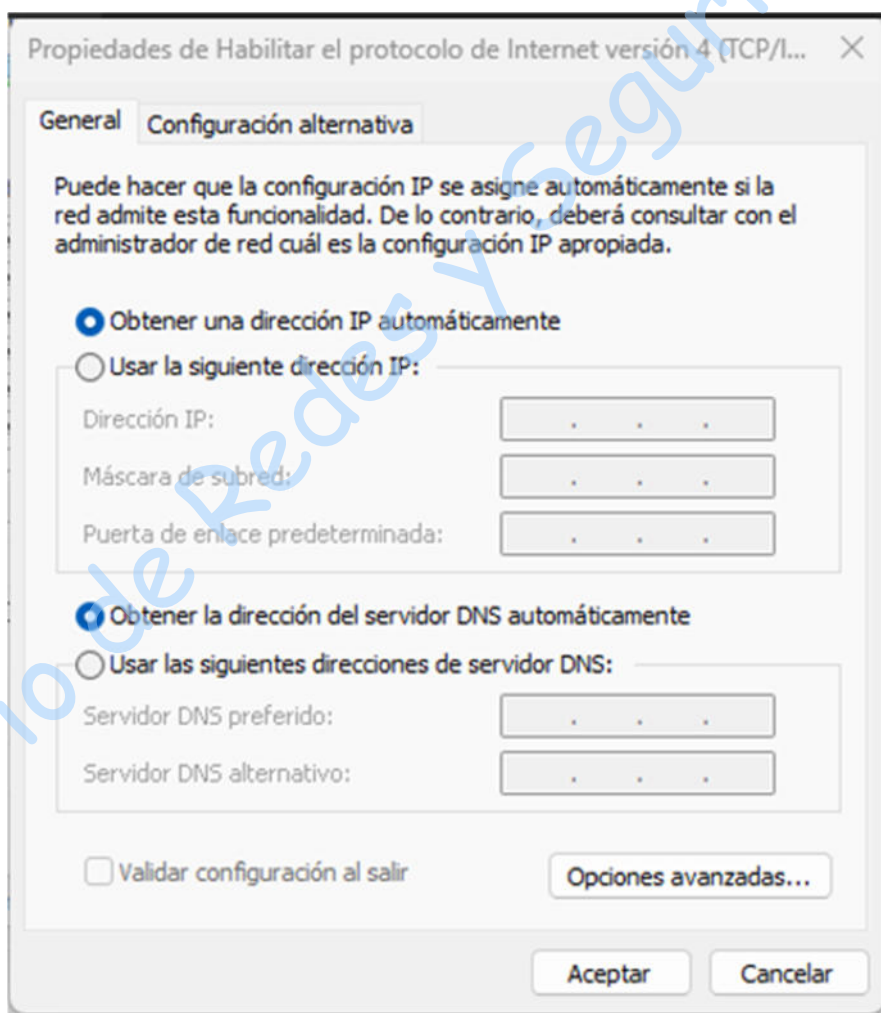 Propiedades de Habilitar el protocolo de Internet versión 4 (TCP/I...
General
Configuración alternativa
Puede hacer que la configuración IP se asigne automáticamente si la
red admite esta funcionalidad. De lo contrario, deberá consultar con el
administrador de red cuál es la configuración IP apropiada.
Obtener una dirección IP automáticamente
Usar la siguiente dirección IP:
Dirección IP:
Máscara de subred:
Puerta de enlace predeterminada:
Obtener la dirección del servidor DNS automáticamente
Usar las siguientes direcciones de servidor DNS:
Servidor DNS preferido:
Servidor DNS alternativo:
Validar configuración al salir
Opciones avanzadas...
Aceptar
Cancelar
lo de Redes y Seguri